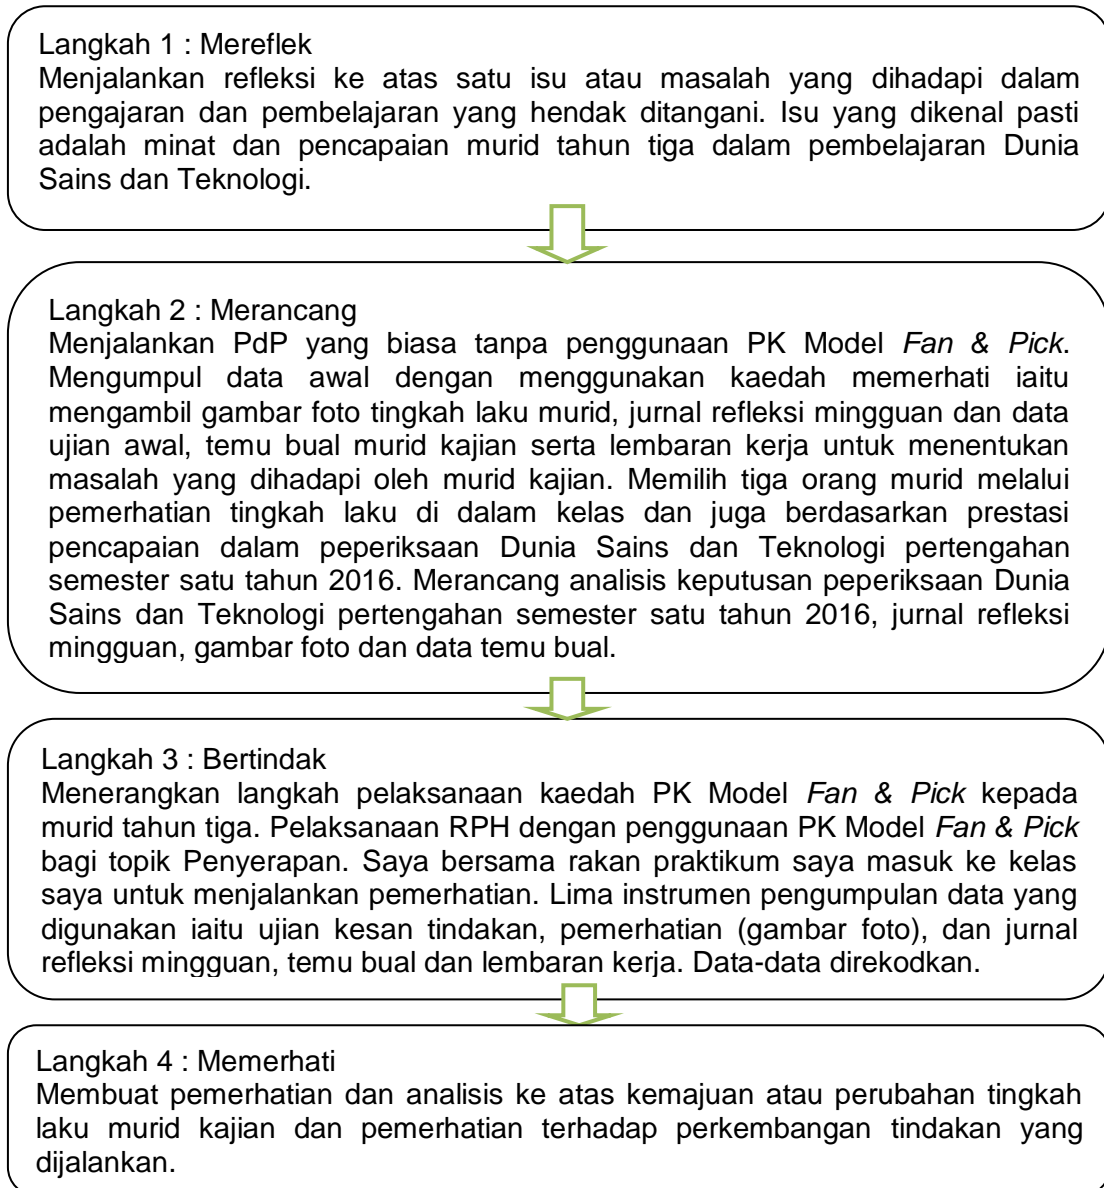 Langkah 1 : Mereflek
Menjalankan refleksi ke atas satu isu atau masalah yang dihadapi dalam
pengajaran dan pembelajaran yang hendak ditangani. Isu yang dikenal pasti
adalah minat dan pencapaian murid tahun tiga dalam pembelajaran Dunia
Sains dan Teknologi.
Langkah 2 : Merancang
Menjalankan PdP yang biasa tanpa penggunaan PK Model Fan & Pick.
Mengumpul data awal dengan menggunakan kaedah memerhati iaitu
mengambil gambar foto tingkah laku murid, jurnal refleksi mingguan dan data
ujian awal, temu bual murid kajian serta lembaran kerja untuk menentukan
masalah yang dihadapi oleh murid kajian. Memilih tiga orang murid melalui
pemerhatian tingkah laku di dalam kelas dan juga berdasarkan prestasi
pencapaian dalam peperiksaan Dunia Sains dan Teknologi pertengahan
semester satu tahun 2016. Merancang analisis keputusan peperiksaan Dunia
Sains dan Teknologi pertengahan semester satu tahun 2016, jurnal refleksi
mingguan, gambar foto dan data temu bual.
Langkah 3 : Bertindak
Menerangkan langkah pelaksanaan kaedah PK Model Fan & Pick kepada
murid tahun tiga. Pelaksanaan RPH dengan penggunaan PK Model Fan & Pick
bagi topik Penyerapan. Saya bersama rakan praktikum saya masuk ke kelas
saya untuk menjalankan pemerhatian. Lima instrumen pengumpulan data yang
digunakan iaitu ujian kesan tindakan, pemerhatian (gambar foto), dan jurnal
refleksi mingguan, temu bual dan lembaran kerja. Data-data direkodkan.
Langkah 4 : Memerhati
Membuat pemerhatian dan analisis ke atas kemajuan atau perubahan tingkah
laku murid kajian dan pemerhatian terhadap perkembangan tindakan yang
dijalankan.